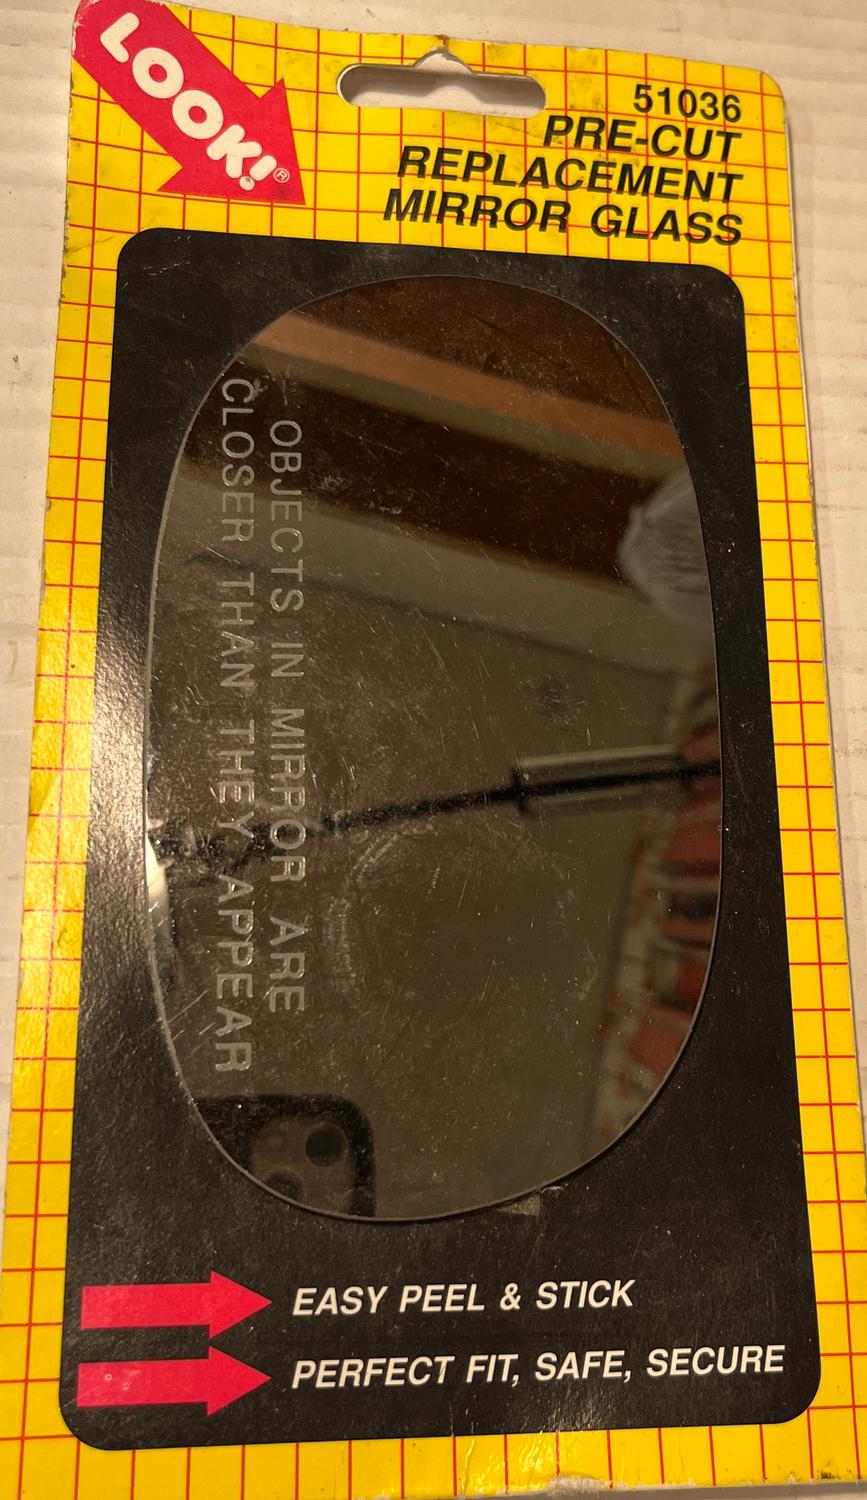 LOOK!®
51036
PRE-CUT
REPLACEMENT
MIRROR GLASS
OBJECTS IN MIRROR ARE
CLOSER THAN THEY APPEAR
EASY PEEL & STICK
PERFECT FIT, SAFE, SECURE